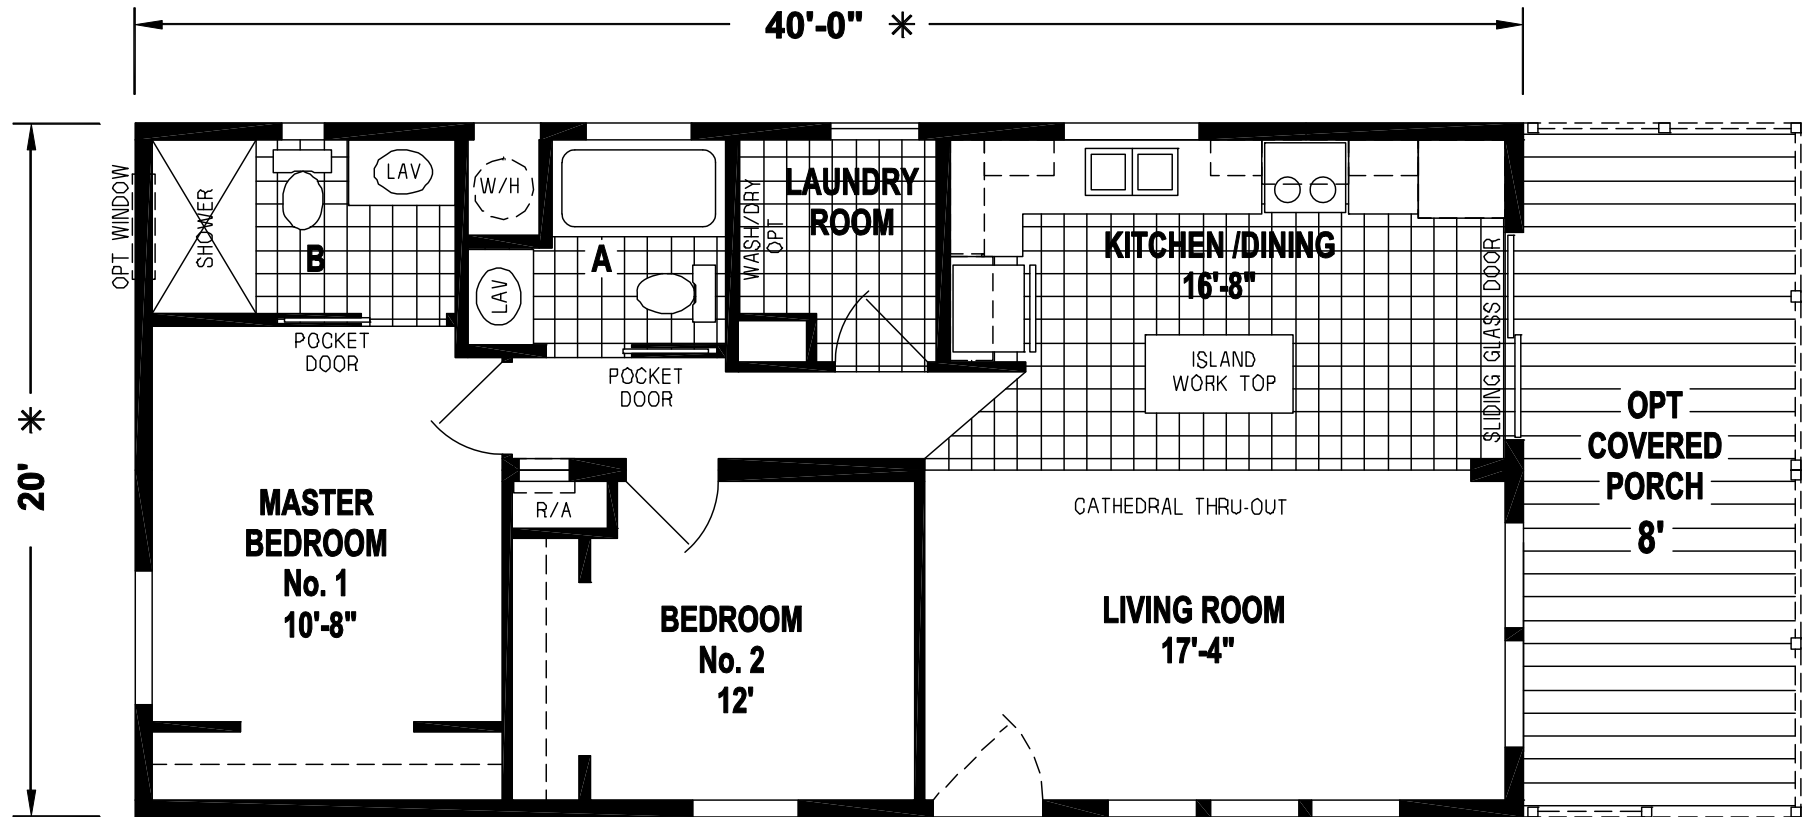 40'-0" ✳
20' ✳
OPT WINDOW
SHOWER
LAV
B
POCKET
DOOR
W/H
LAV
A
POCKET
DOOR
WASH/DRY
OPT
LAUNDRY
ROOM
KITCHEN /DINING
16'-8"
ISLAND
WORK TOP
SLIDING GLASS DOOR
OPT
COVERED
PORCH
8'
MASTER
BEDROOM
No. 1
10'-8"
R/A
BEDROOM
No. 2
12'
CATHEDRAL THRU-OUT
LIVING ROOM
17'-4"